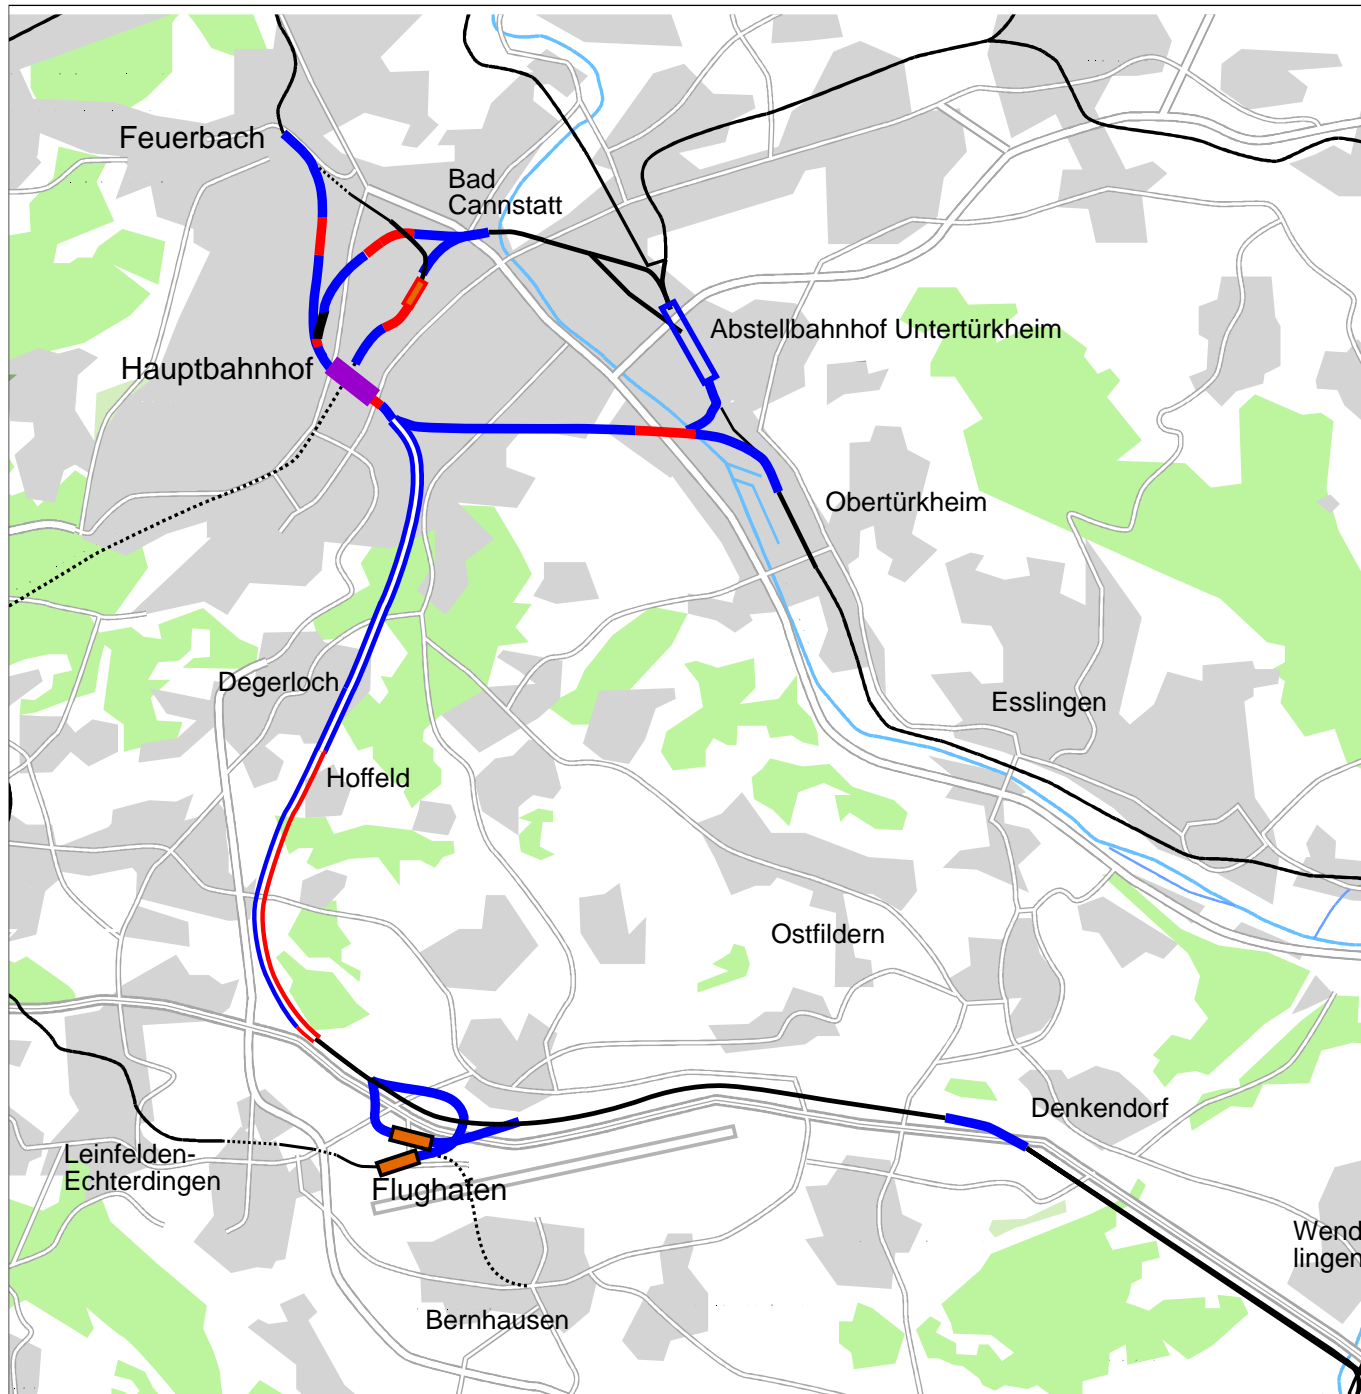 Feuerbach
Bad
Cannstatt
Abstellbahnhof Untertürkheim
Hauptbahnhof
Obertürkheim
Degerloch
Esslingen
Hoffeld
Ostfildern
Denkendorf
Leinfelden-
Echterdingen
Flughafen
Wend
lingen
Bernhausen